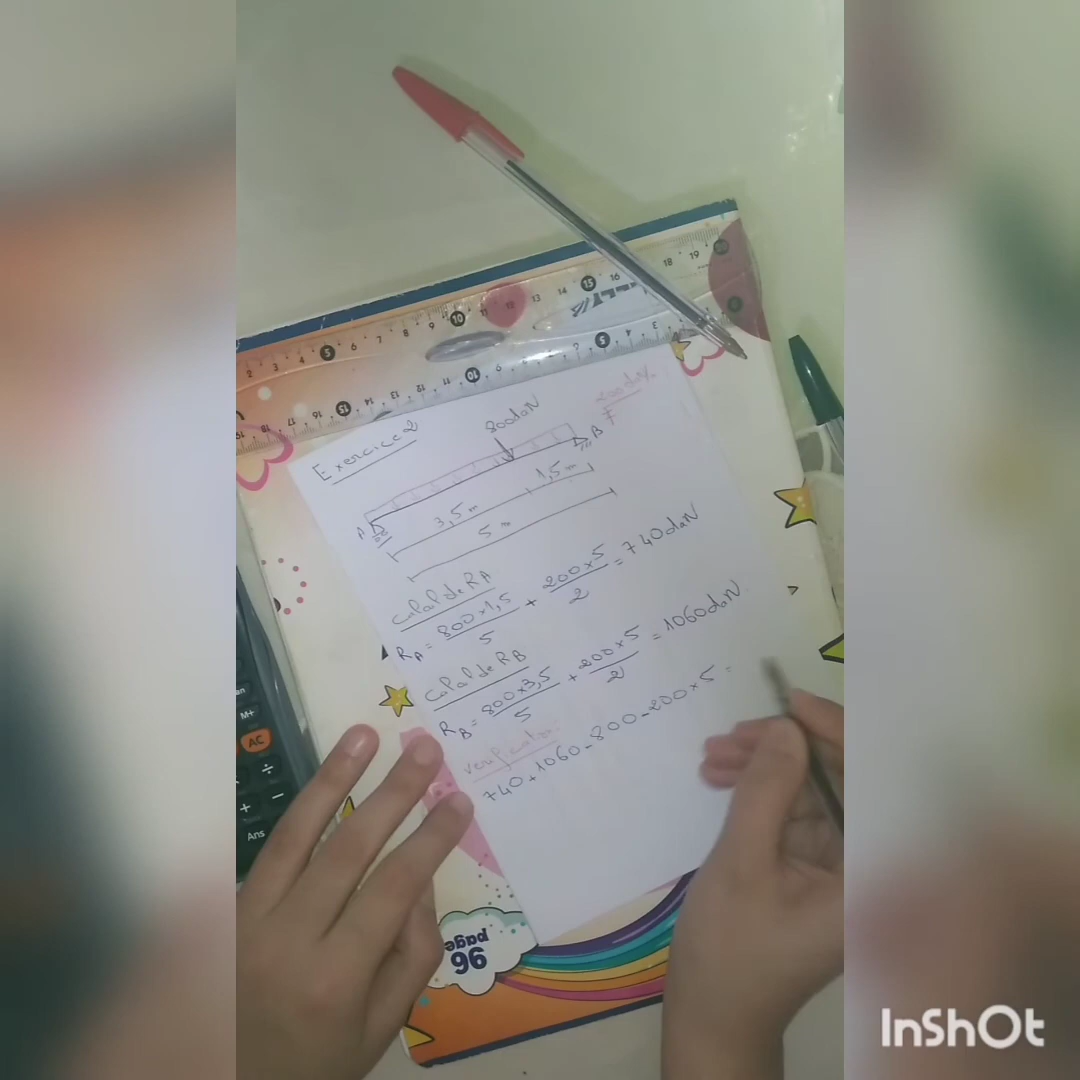 Exercice 2
800daN
200daN
A
B
3,5 m
1,5 m
5 m
Calcul de RA
RA = 800×1,5/5 + 200×5/2 = 740daN
Calcul de RB
RB = 800×3,5/5 + 200×5/2 = 1060daN.
740+1060-800-200×5 =
M+
AC
÷
+
−
Ans
96
page
InShOt